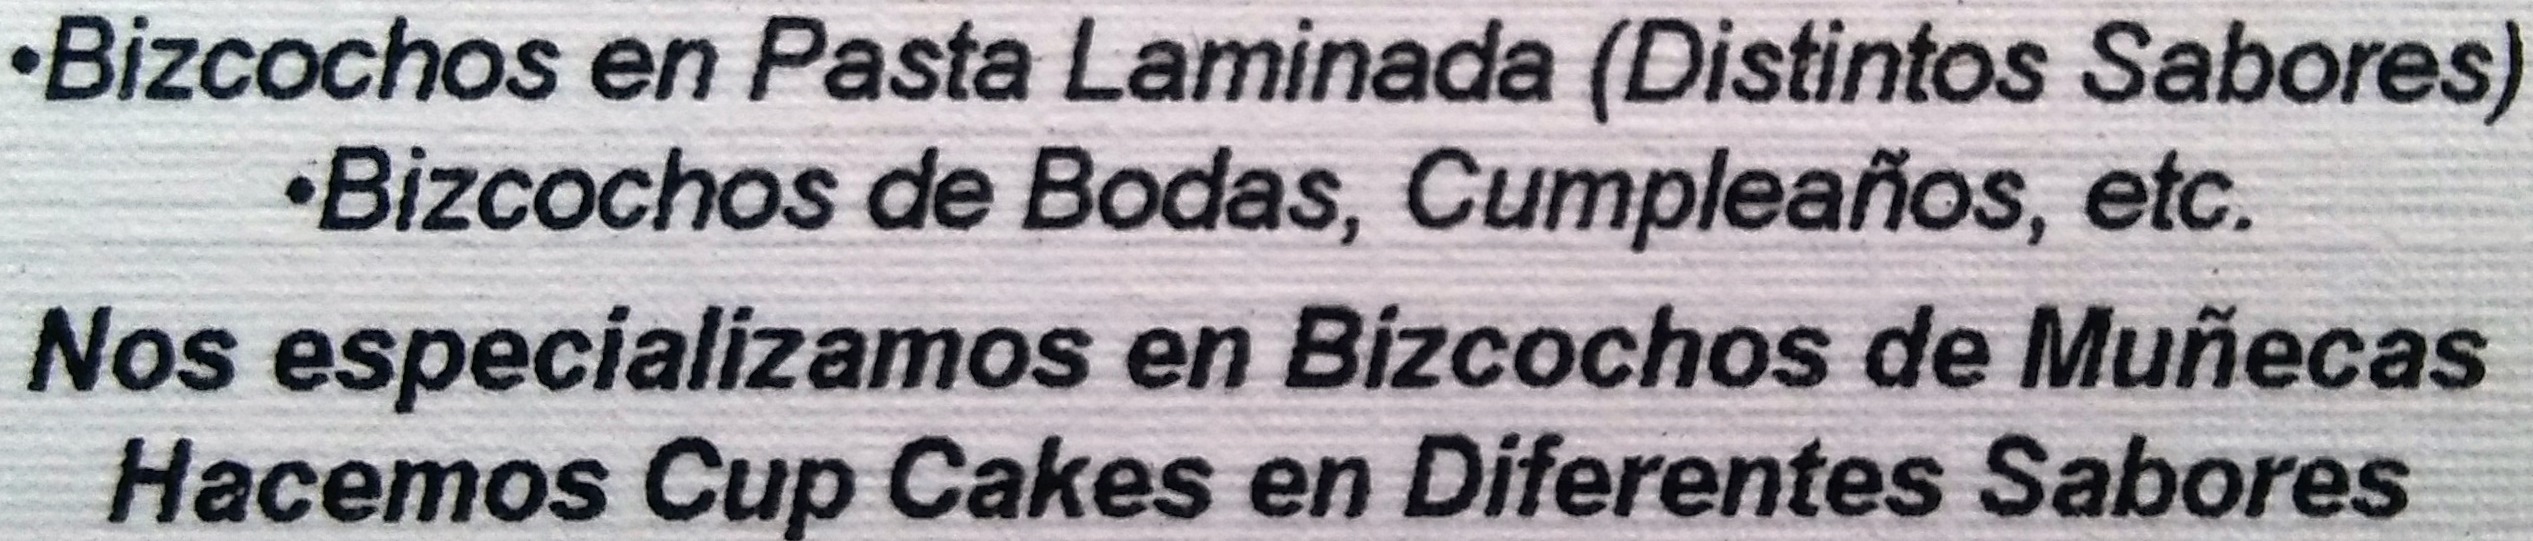 •Bizcochos en Pasta Laminada (Distintos Sabores)
•Bizcochos de Bodas, Cumpleaños, etc.
Nos especializamos en Bizcochos de Muñecas
Hacemos Cup Cakes en Diferentes Sabores